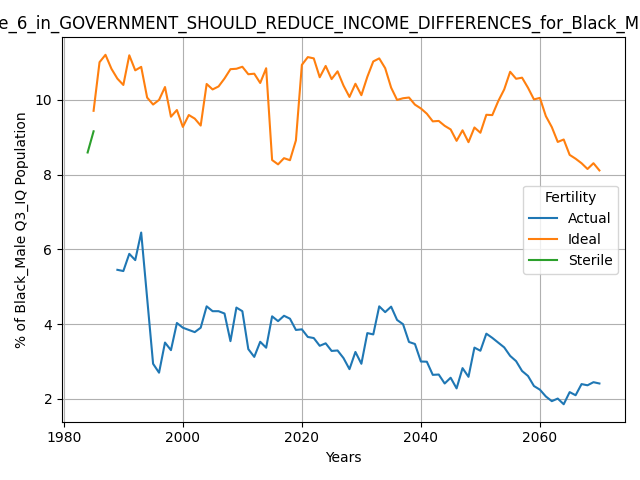 e_6_in_GOVERNMENT_SHOULD_REDUCE_INCOME_DIFFERENCES_for_Black_M
% of Black_Male Q3_IQ Population
10
8
6
4
2
Fertility
Actual
Ideal
Sterile
1980 2000 2020 2040 2060
Years